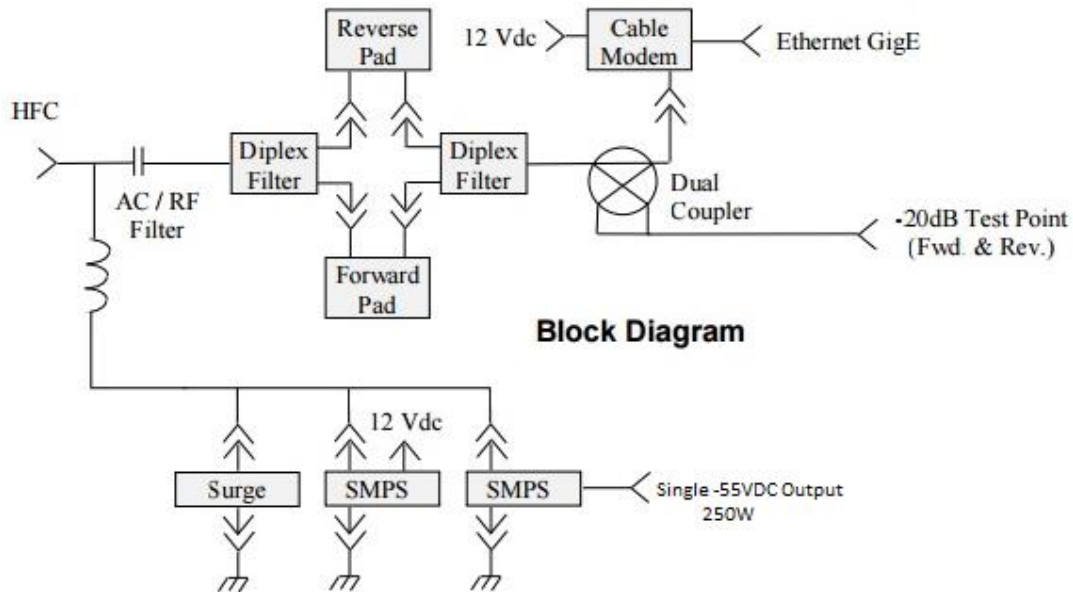 Reverse
Pad
12 Vdc
Cable
Modem
Ethernet GigE
HFC
AC / RF
Filter
Diplex
Filter
Diplex
Filter
Dual
Coupler
-20dB Test Point
(Fwd. & Rev.)
Forward
Pad
Block Diagram
12 Vdc
Surge
SMPS
SMPS
Single -55VDC Output
250W